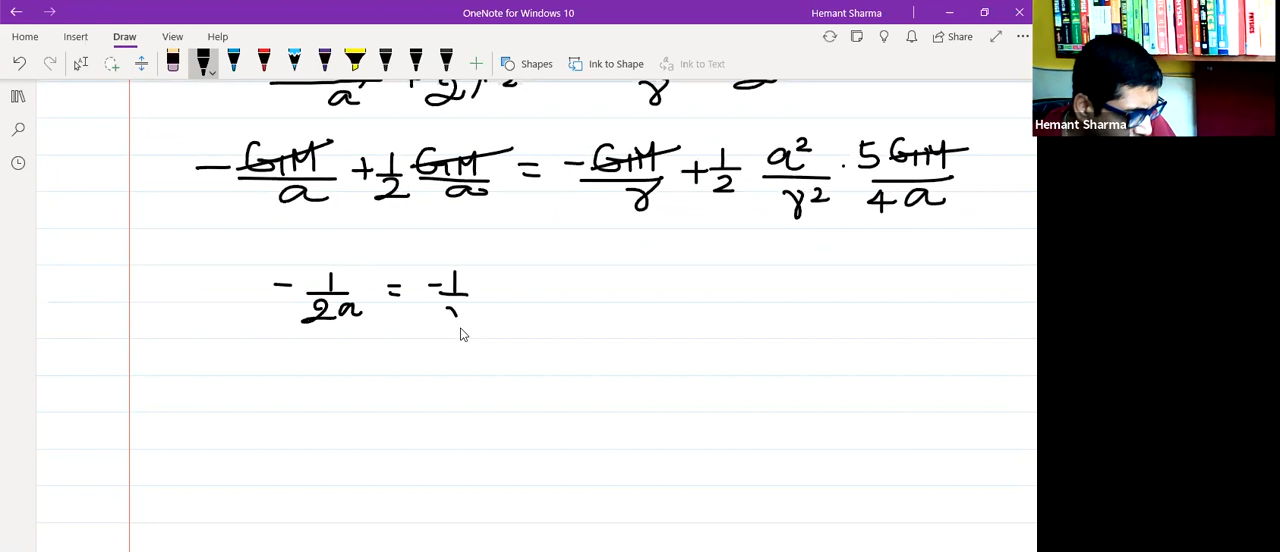 OneNote for Windows 10
Hemant Sharma
Home Insert Draw View Help
Share
Shapes Ink to Shape Ink to Text
Hemant Sharma
-GM/a + 1/2 GM/a = -GM/r + 1/2 a²/r² · 5GM/4a
-1/2a = -1/